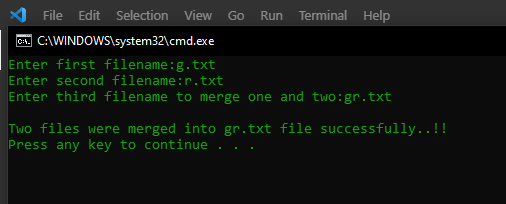 File Edit Selection View Go Run Terminal Help
C:\WINDOWS\system32\cmd.exe
Enter first filename:g.txt
Enter second filename:r.txt
Enter third filename to merge one and two:gr.txt
Two files were merged into gr.txt file successfully..!!
Press any key to continue . . .